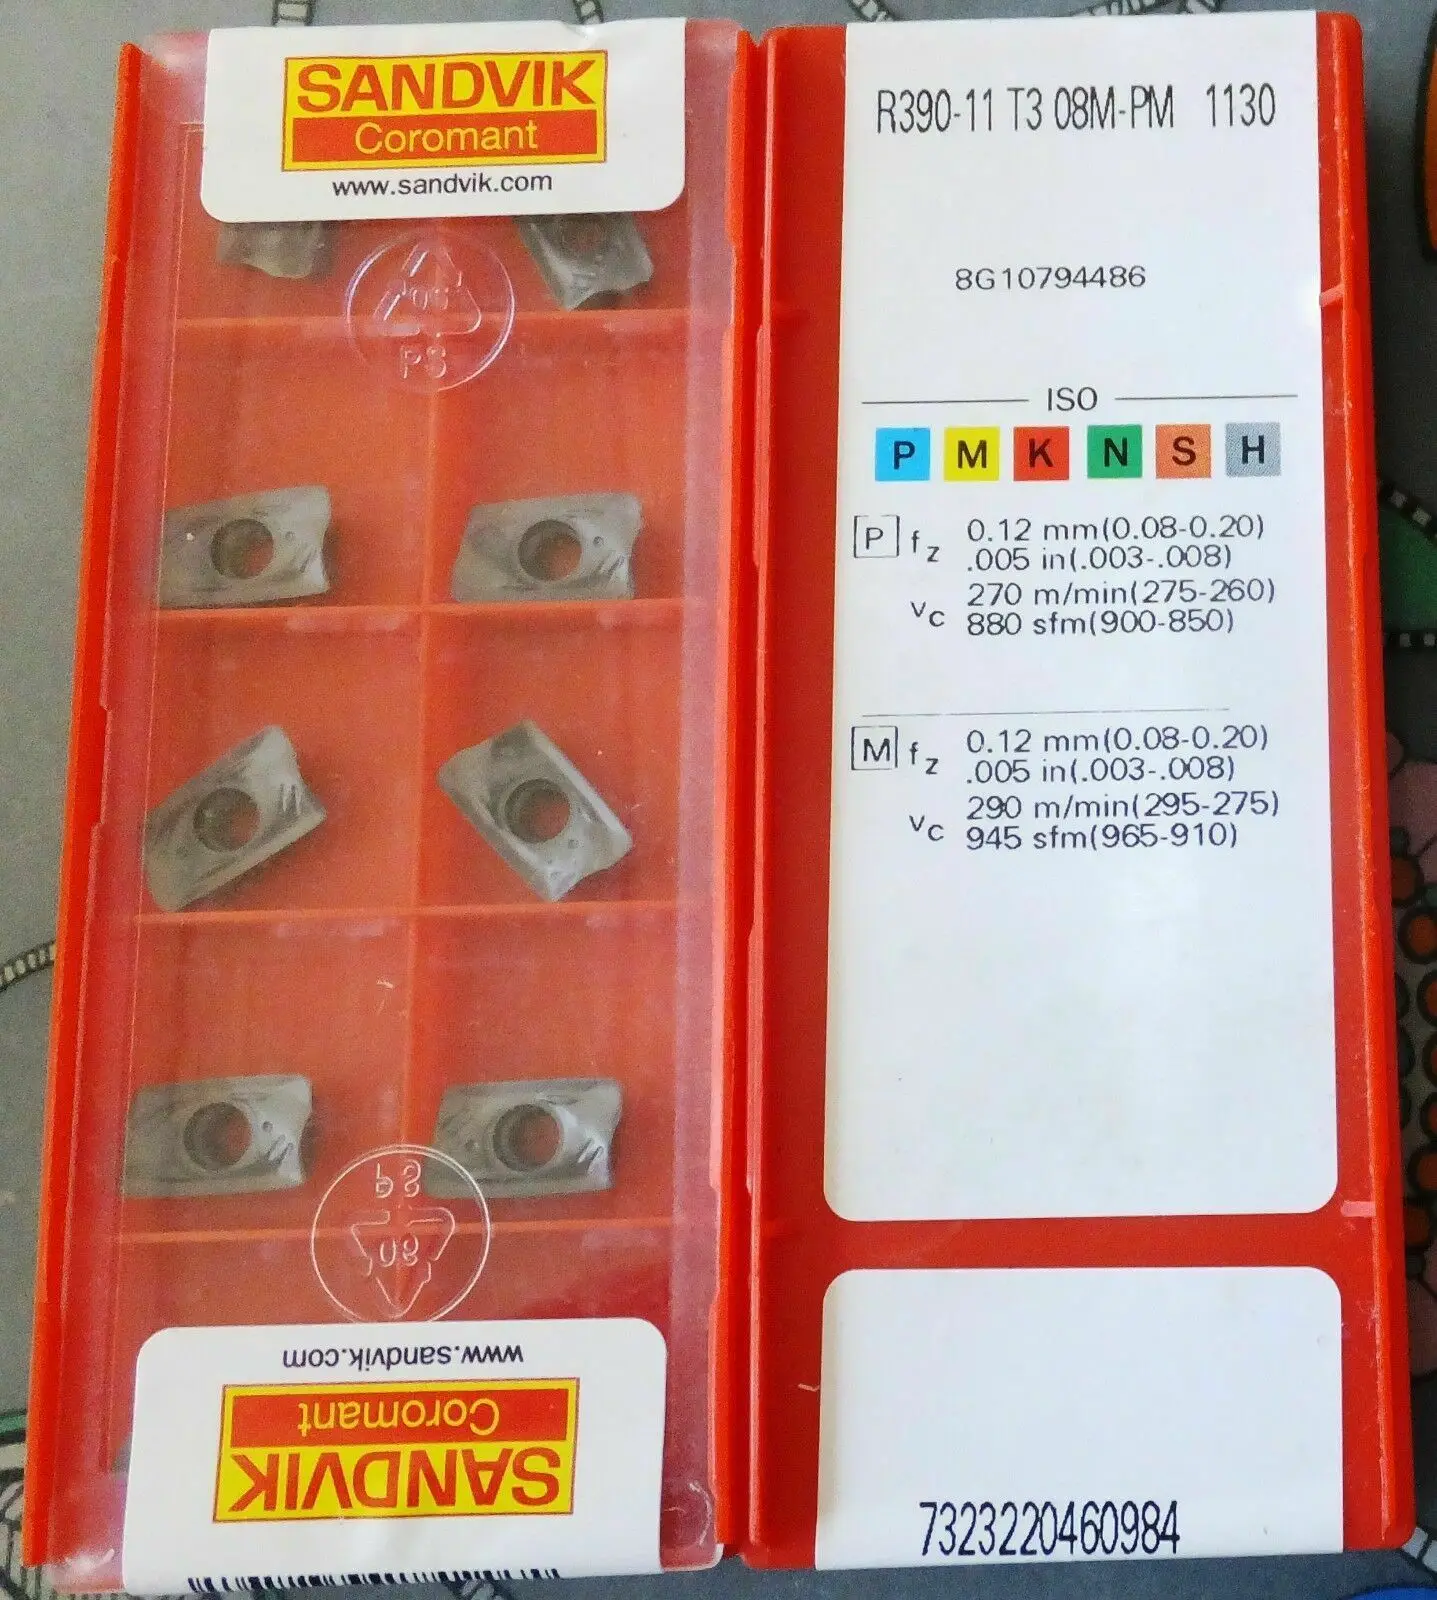 SANDVIK
Coromant
www.sandvik.com
PS
www.sandvik.com
Coromant
SANDVIK
R390-11 T3 08M-PM 1130
8G10794486
ISO
P M K N S H
P fz 0.12 mm(0.08-0.20)
.005 in(.003-.008)
vc 270 m/min(275-260)
880 sfm(900-850)
M fz 0.12 mm(0.08-0.20)
.005 in(.003-.008)
vc 290 m/min(295-275)
945 sfm(965-910)
7323220460984